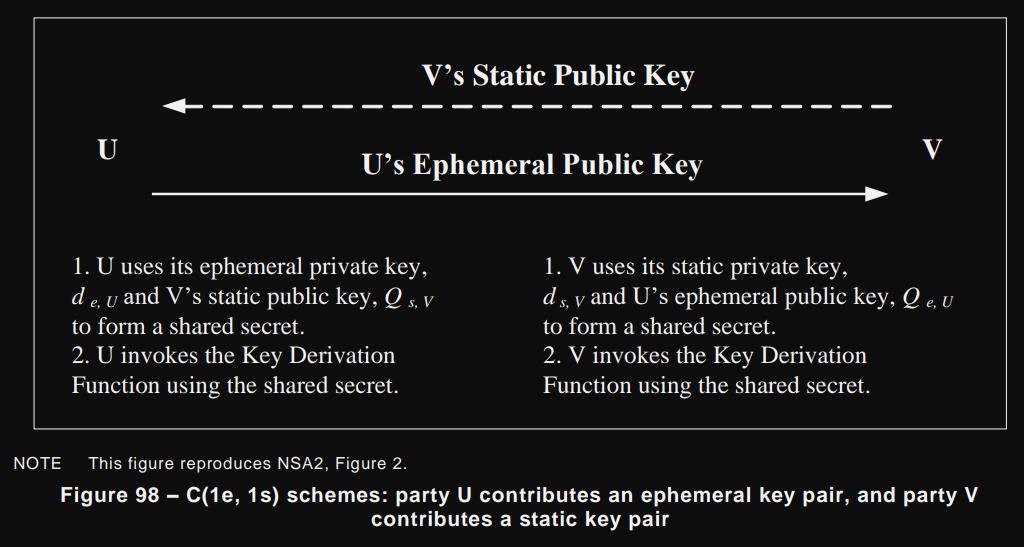 V’s Static Public Key
U
V
U’s Ephemeral Public Key
1. U uses its ephemeral private key,
d e, U and V’s static public key, Q s, V
to form a shared secret.
2. U invokes the Key Derivation
Function using the shared secret.
1. V uses its static private key,
d s, V and U’s ephemeral public key, Q e, U
to form a shared secret.
2. V invokes the Key Derivation
Function using the shared secret.
NOTE This figure reproduces NSA2, Figure 2.
Figure 98 – C(1e, 1s) schemes: party U contributes an ephemeral key pair, and party V
contributes a static key pair